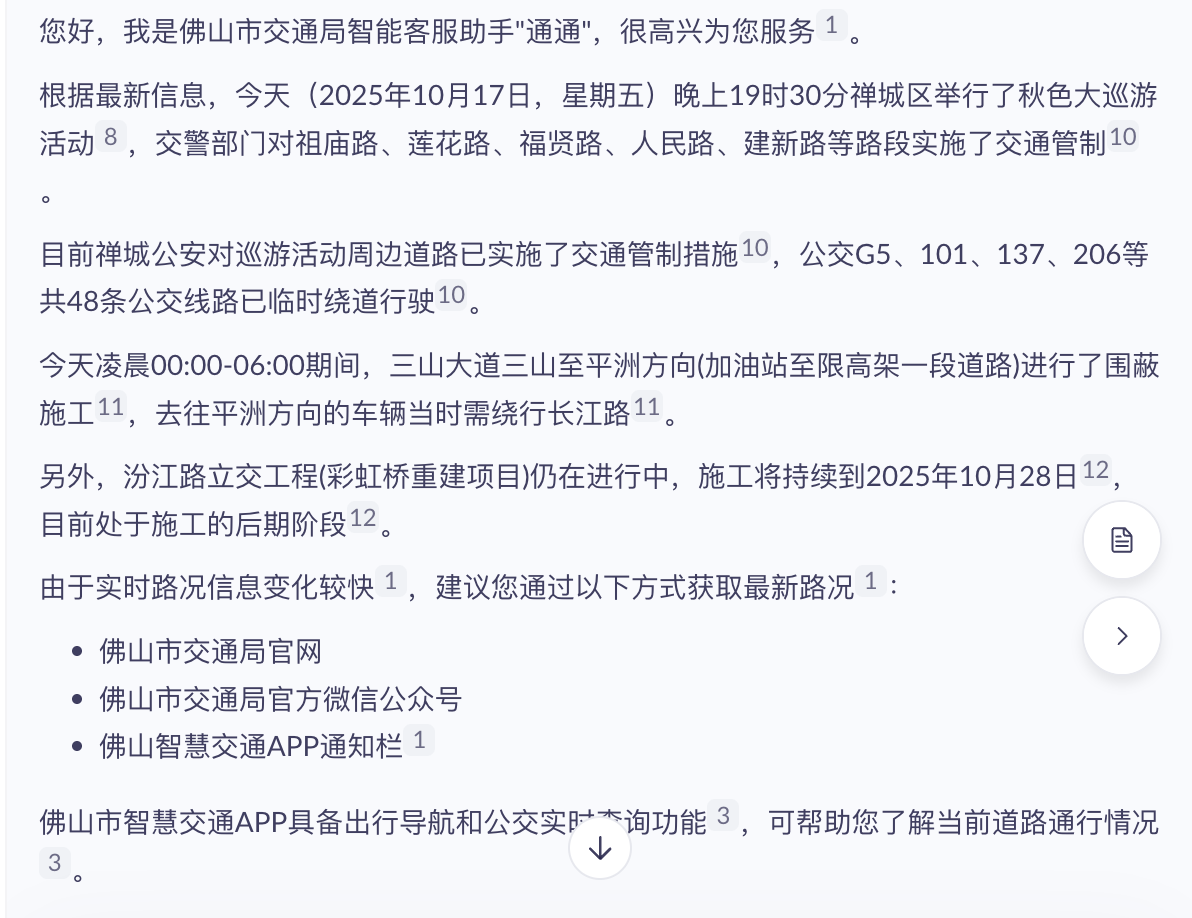 您好，我是佛山市交通局智能客服助手"通通"，很高兴为您服务 1 。
根据最新信息，今天（2025年10月17日，星期五）晚上19时30分禅城区举行了秋色大巡游
活动 8 ，交警部门对祖庙路、莲花路、福贤路、人民路、建新路等路段实施了交通管制 10
。
目前禅城公安对巡游活动周边道路已实施了交通管制措施 10 ，公交G5、101、137、206等
共48条公交线路已临时绕道行驶 10 。
今天凌晨00:00-06:00期间，三山大道三山至平洲方向(加油站至限高架一段道路)进行了围蔽
施工 11 ，去往平洲方向的车辆当时需绕行长江路 11 。
另外，汾江路立交工程(彩虹桥重建项目)仍在进行中，施工将持续到2025年10月28日 12 ，
目前处于施工的后期阶段 12 。
由于实时路况信息变化较快 1 ，建议您通过以下方式获取最新路况 1 ：
• 佛山市交通局官网
• 佛山市交通局官方微信公众号
• 佛山智慧交通APP通知栏 1
佛山市智慧交通APP具备出行导航和公交实时查询功能 3 ，可帮助您了解当前道路通行情况
3 。